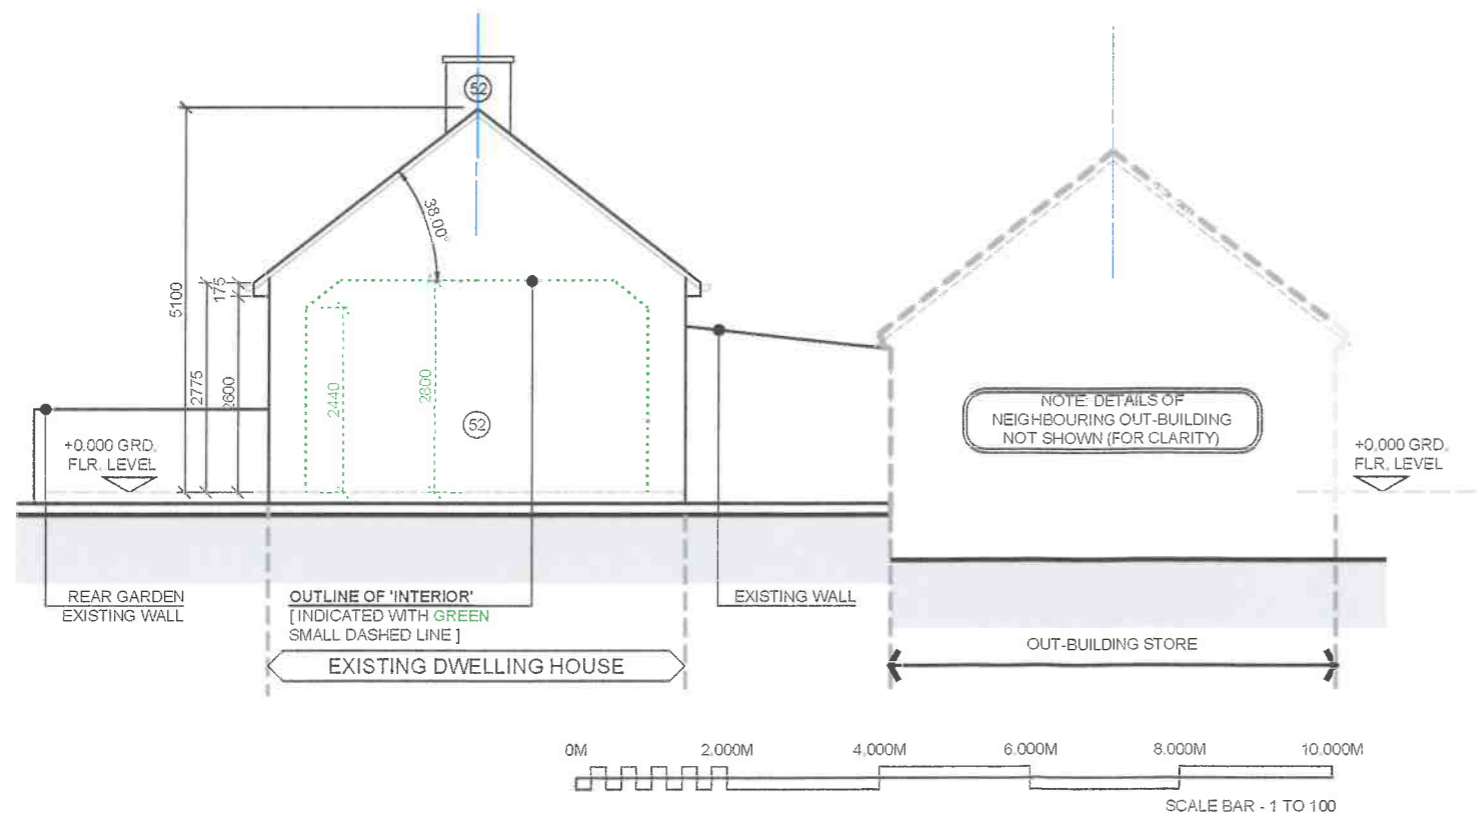 52
38.00°
5100
175
2775
2600
2440
2800
52
NOTE: DETAILS OF
NEIGHBOURING OUT-BUILDING
NOT SHOWN (FOR CLARITY)
+0.000 GRD.
FLR. LEVEL
+0,000 GRD.
FLR. LEVEL
REAR GARDEN
EXISTING WALL
OUTLINE OF 'INTERIOR'
[ INDICATED WITH GREEN
SMALL DASHED LINE ]
EXISTING WALL
EXISTING DWELLING HOUSE
OUT-BUILDING STORE
0M 2,000M 4,000M 6,000M 8.000M 10.000M
SCALE BAR - 1 TO 100